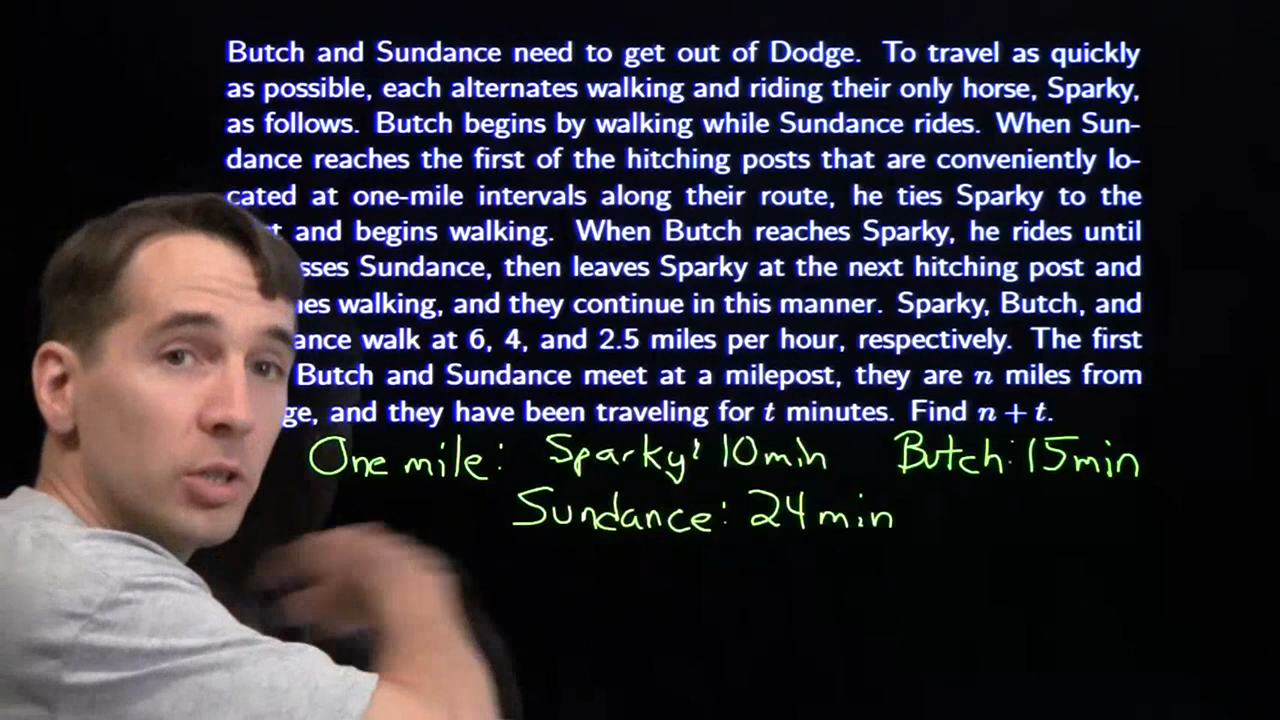 Butch and Sundance need to get out of Dodge. To travel as quickly
as possible, each alternates walking and riding their only horse, Sparky,
as follows. Butch begins by walking while Sundance rides. When Sun-
dance reaches the first of the hitching posts that are conveniently lo-
cated at one-mile intervals along their route, he ties Sparky to the
and begins walking. When Butch reaches Sparky, he rides until
sses Sundance, then leaves Sparky at the next hitching post and
es walking, and they continue in this manner. Sparky, Butch, and
ance walk at 6, 4, and 2.5 miles per hour, respectively. The first
Butch and Sundance meet at a milepost, they are n miles from
ge, and they have been traveling for t minutes. Find n + t.
One mile: Sparky: 10min Butch: 15min
Sundance: 24min